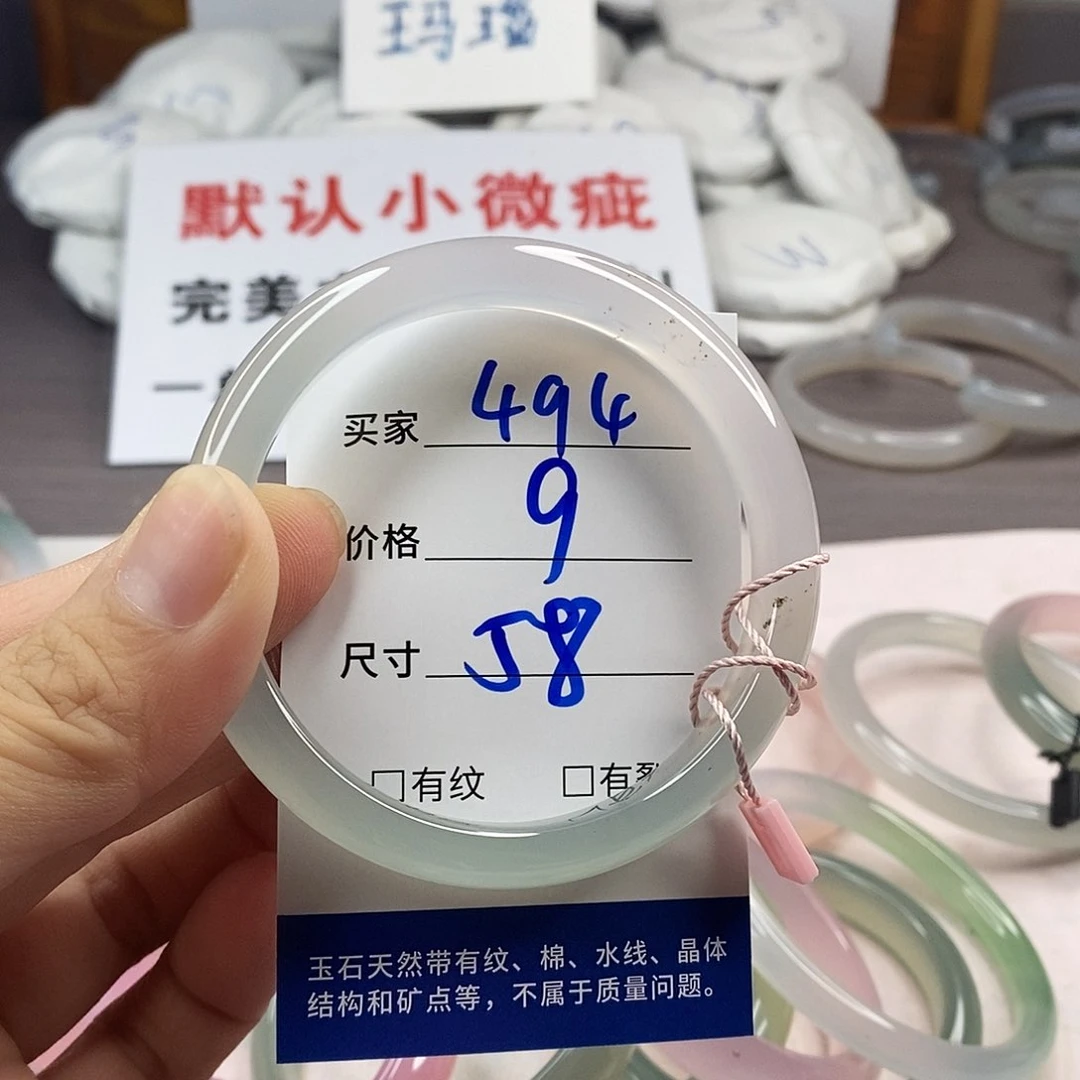 玛瑙
默认小微疵
完美
一
买家 494
价格 9
尺寸 58
□有纹 □有裂
玉石天然带有纹、棉、水线、晶体
结构和矿点等，不属于质量问题。